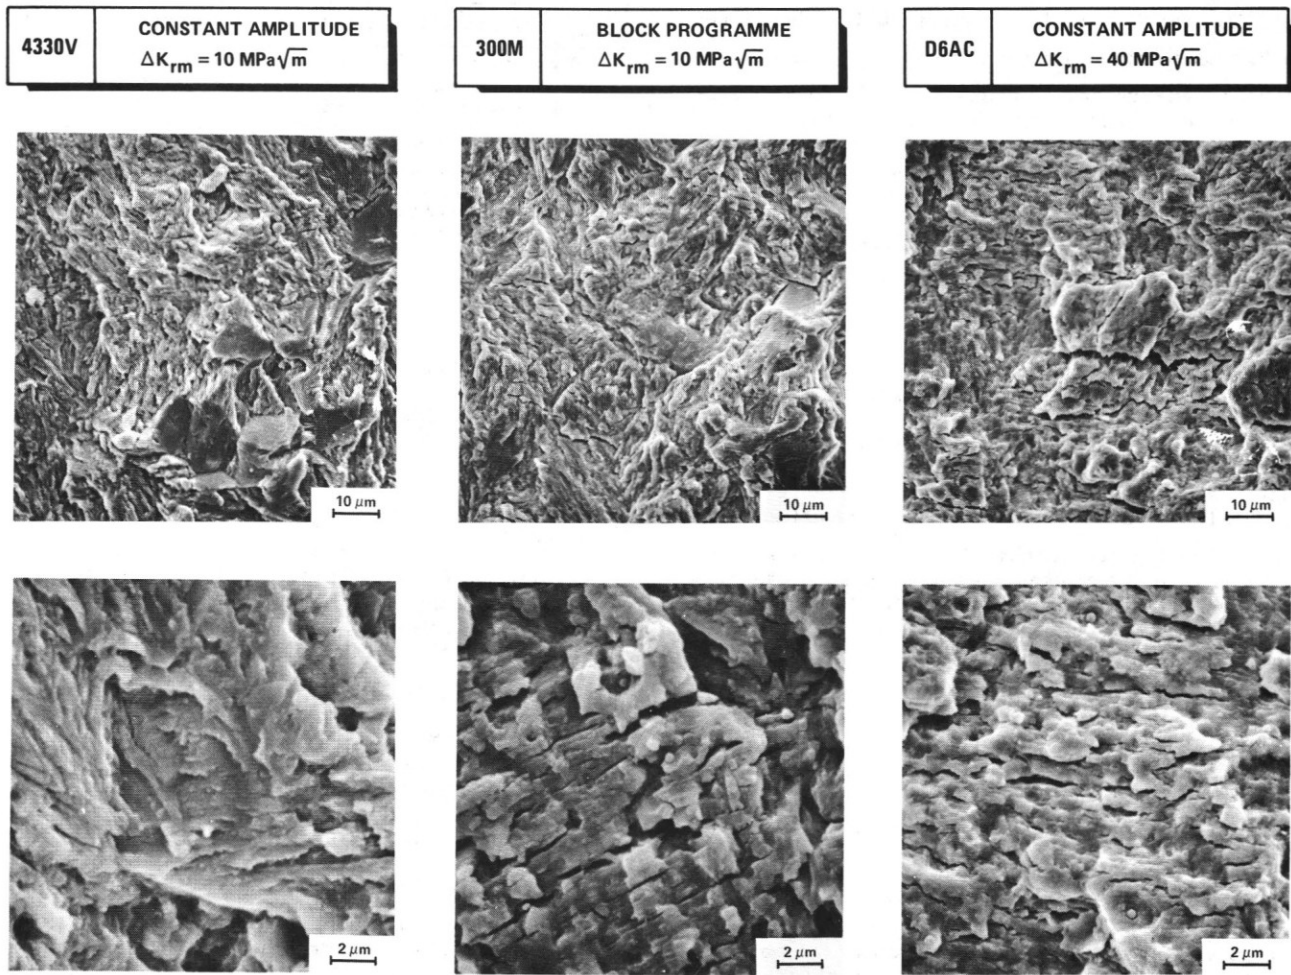 4330V
CONSTANT AMPLITUDE
ΔK_rm = 10 MPa√m
300M
BLOCK PROGRAMME
ΔK_rm = 10 MPa√m
D6AC
CONSTANT AMPLITUDE
ΔK_rm = 40 MPa√m
10 μm
10 μm
10 μm
2 μm
2 μm
2 μm